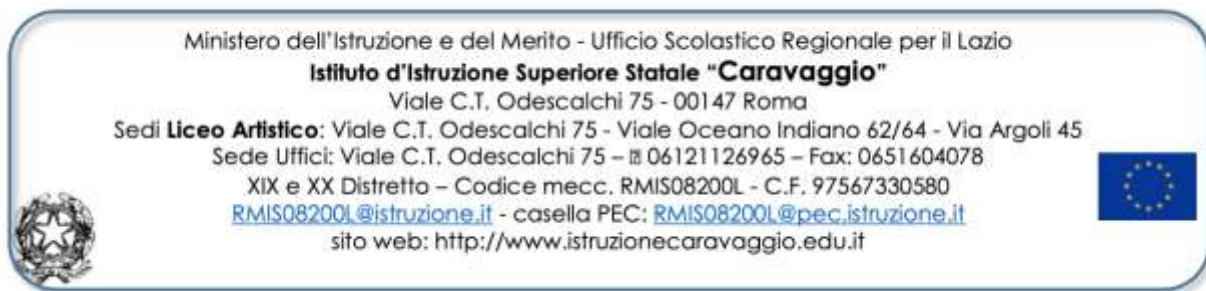 Ministero dell'Istruzione e del Merito - Ufficio Scolastico Regionale per il Lazio
Istituto d'Istruzione Superiore Statale "Caravaggio"
Viale C.T. Odescalchi 75 - 00147 Roma
Sedi Liceo Artistico: Viale C.T. Odescalchi 75 - Viale Oceano Indiano 62/64 - Via Argoli 45
Sede Uffici: Viale C.T. Odescalchi 75 – 06121126965 – Fax: 0651604078
XIX e XX Distretto – Codice mecc. RMIS08200L - C.F. 97567330580
RMIS08200L@istruzione.it - casella PEC: RMIS08200L@pec.istruzione.it
sito web: http://www.istruzionecaravaggio.edu.it